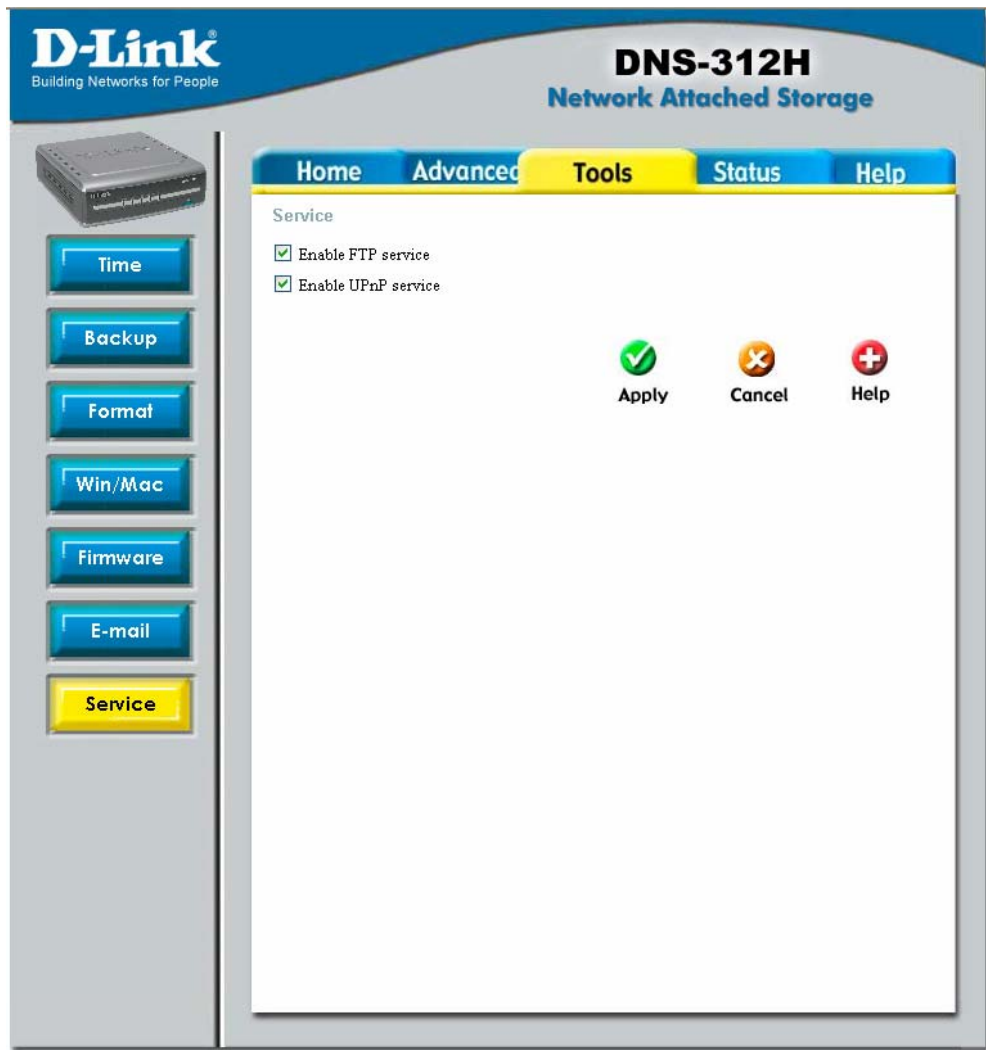 D-Link®
Building Networks for People
DNS-312H
Network Attached Storage
Home Advanced Tools Status Help
Service
Enable FTP service
Enable UPnP service
Apply Cancel Help
Time
Backup
Format
Win/Mac
Firmware
E-mail
Service